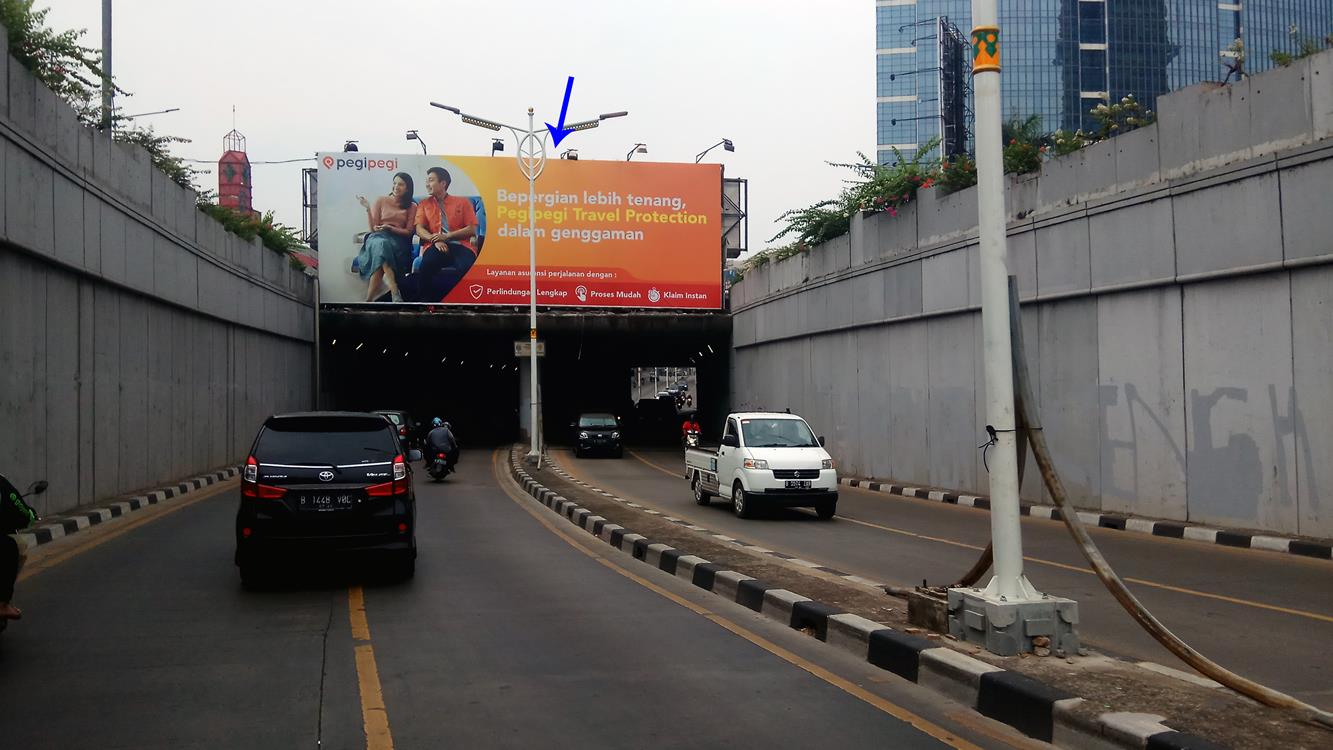 pegipegi
Bepergian lebih tenang,
Pegipegi Travel Protection
dalam genggaman
Layanan asuransi perjalanan dengan :
Perlindungan Lengkap
Proses Mudah
Klaim Instan
B 1448 VOC